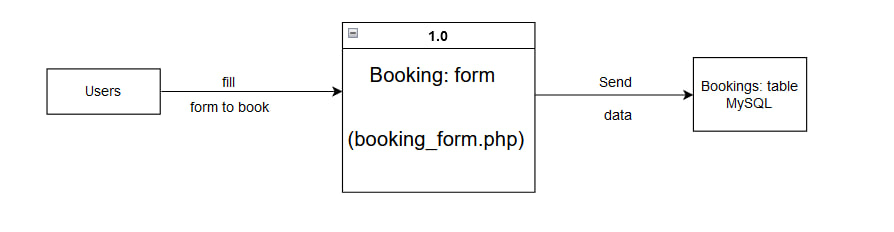 Users
fill
form to book
1.0
Booking: form
(booking_form.php)
Send
data
Bookings: table
MySQL